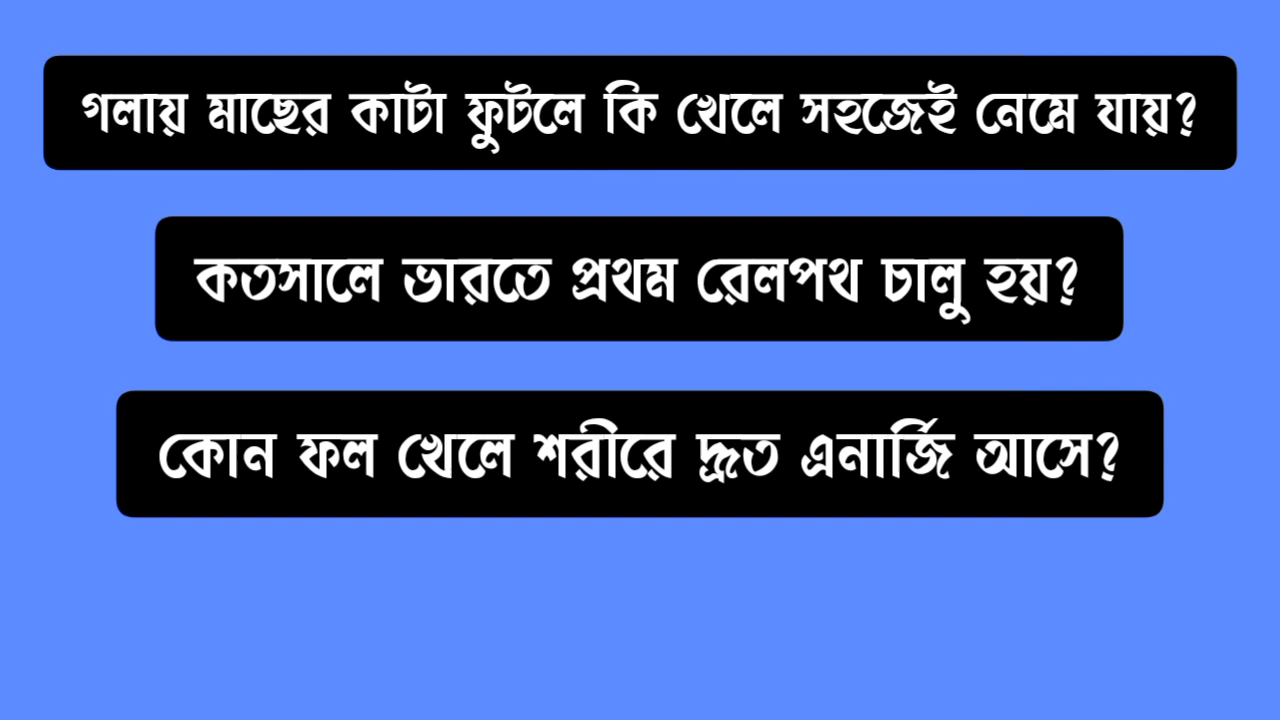 গলায় মাছের কাটা ফুটলে কি খেলে সহজেই নেমে যায়?
কতসালে ভারতে প্রথম রেলপথ চালু হয়?
কোন ফল খেলে শরীরে দ্রূত এনার্জি আসে?